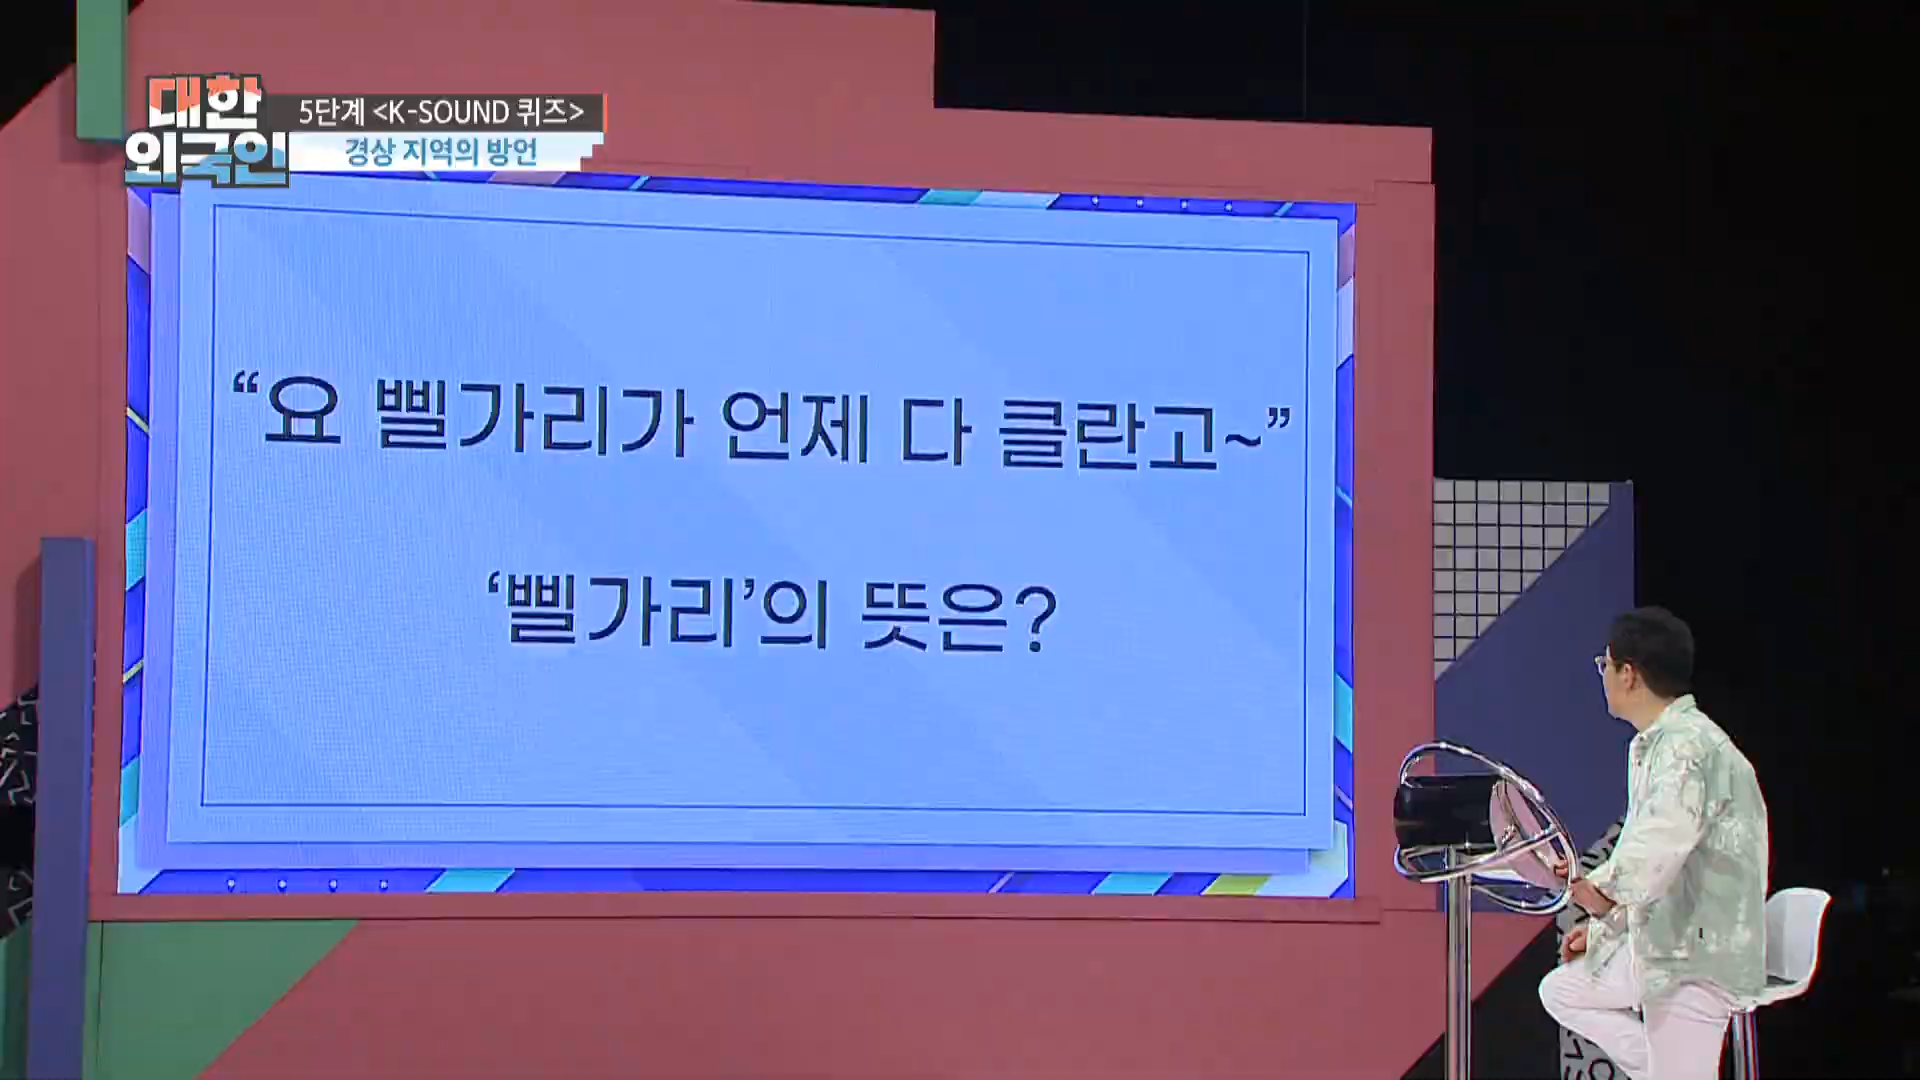 대한
외국인
5단계 <K-SOUND 퀴즈>
경상 지역의 방언
“요 삘가리가 언제 다 클란고~”
‘삘가리’의 뜻은?